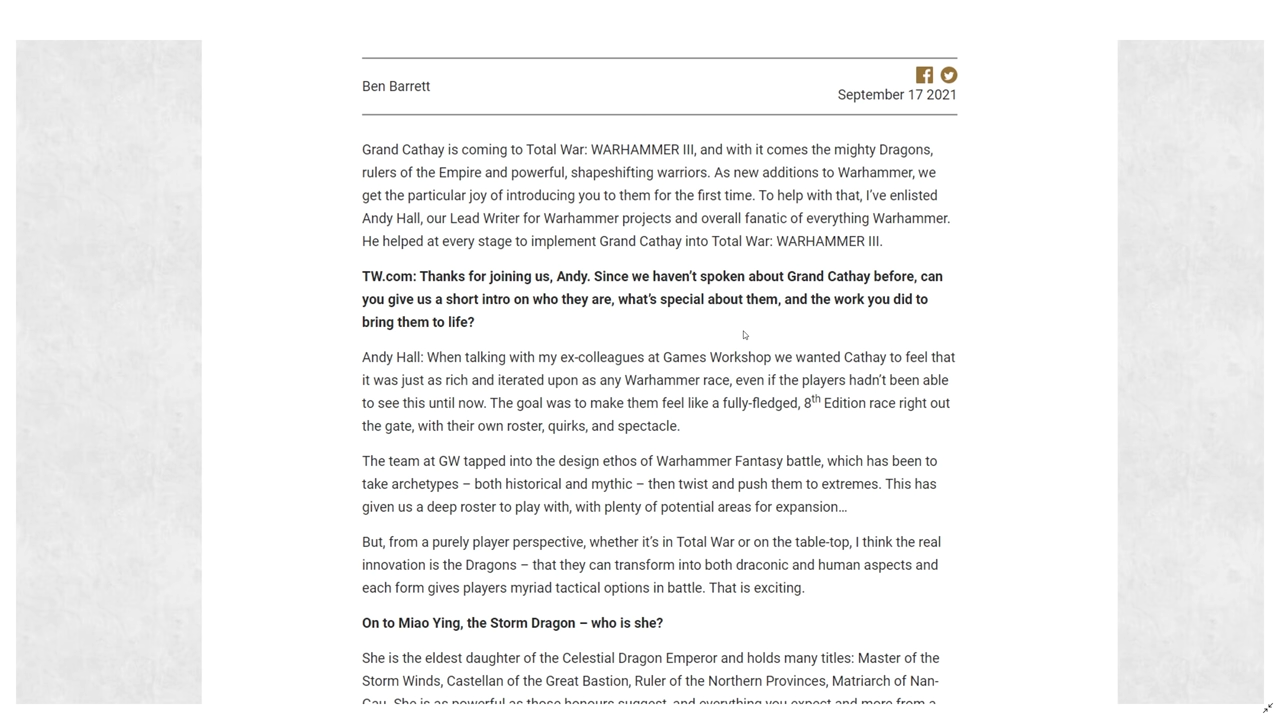 Ben Barrett
September 17 2021
Grand Cathay is coming to Total War: WARHAMMER III, and with it comes the mighty Dragons,
rulers of the Empire and powerful, shapeshifting warriors. As new additions to Warhammer, we
get the particular joy of introducing you to them for the first time. To help with that, I’ve enlisted
Andy Hall, our Lead Writer for Warhammer projects and overall fanatic of everything Warhammer.
He helped at every stage to implement Grand Cathay into Total War: WARHAMMER III.
TW.com: Thanks for joining us, Andy. Since we haven’t spoken about Grand Cathay before, can
you give us a short intro on who they are, what’s special about them, and the work you did to
bring them to life?
Andy Hall: When talking with my ex-colleagues at Games Workshop we wanted Cathay to feel that
it was just as rich and iterated upon as any Warhammer race, even if the players hadn’t been able
to see this until now. The goal was to make them feel like a fully-fledged, 8th Edition race right out
the gate, with their own roster, quirks, and spectacle.
The team at GW tapped into the design ethos of Warhammer Fantasy battle, which has been to
take archetypes – both historical and mythic – then twist and push them to extremes. This has
given us a deep roster to play with, with plenty of potential areas for expansion…
But, from a purely player perspective, whether it’s in Total War or on the table-top, I think the real
innovation is the Dragons – that they can transform into both draconic and human aspects and
each form gives players myriad tactical options in battle. That is exciting.
On to Miao Ying, the Storm Dragon – who is she?
She is the eldest daughter of the Celestial Dragon Emperor and holds many titles: Master of the
Storm Winds, Castellan of the Great Bastion, Ruler of the Northern Provinces, Matriarch of Nan-
Gau. She is as powerful as those honours suggest, and everything you expect and more from a